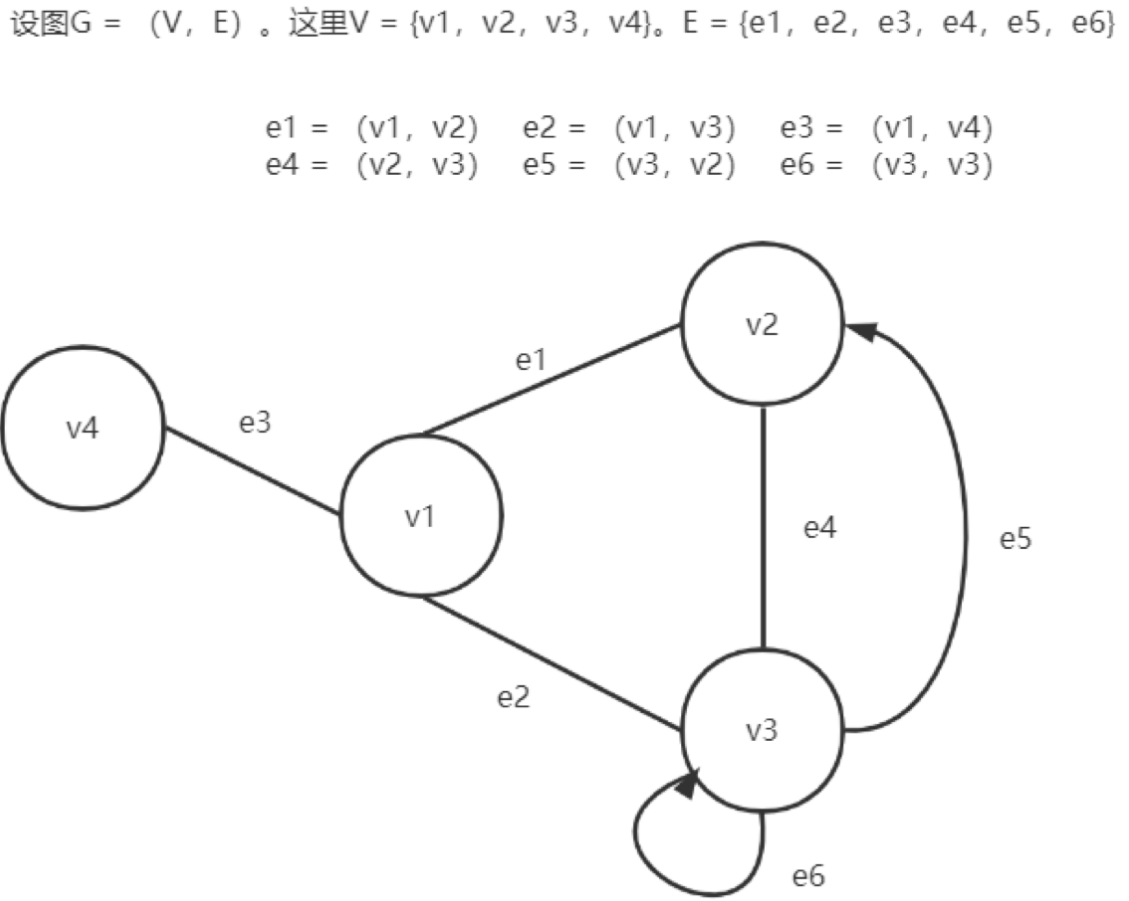 设图G = （V，E）。这里V = {v1，v2，v3，v4}。E = {e1，e2，e3，e4，e5，e6}
e1 = （v1，v2） e2 = （v1，v3） e3 = （v1，v4）
e4 = （v2，v3） e5 = （v3，v2） e6 = （v3，v3）
v2
e1
e3
v4
v1
e4
e5
e2
v3
e6